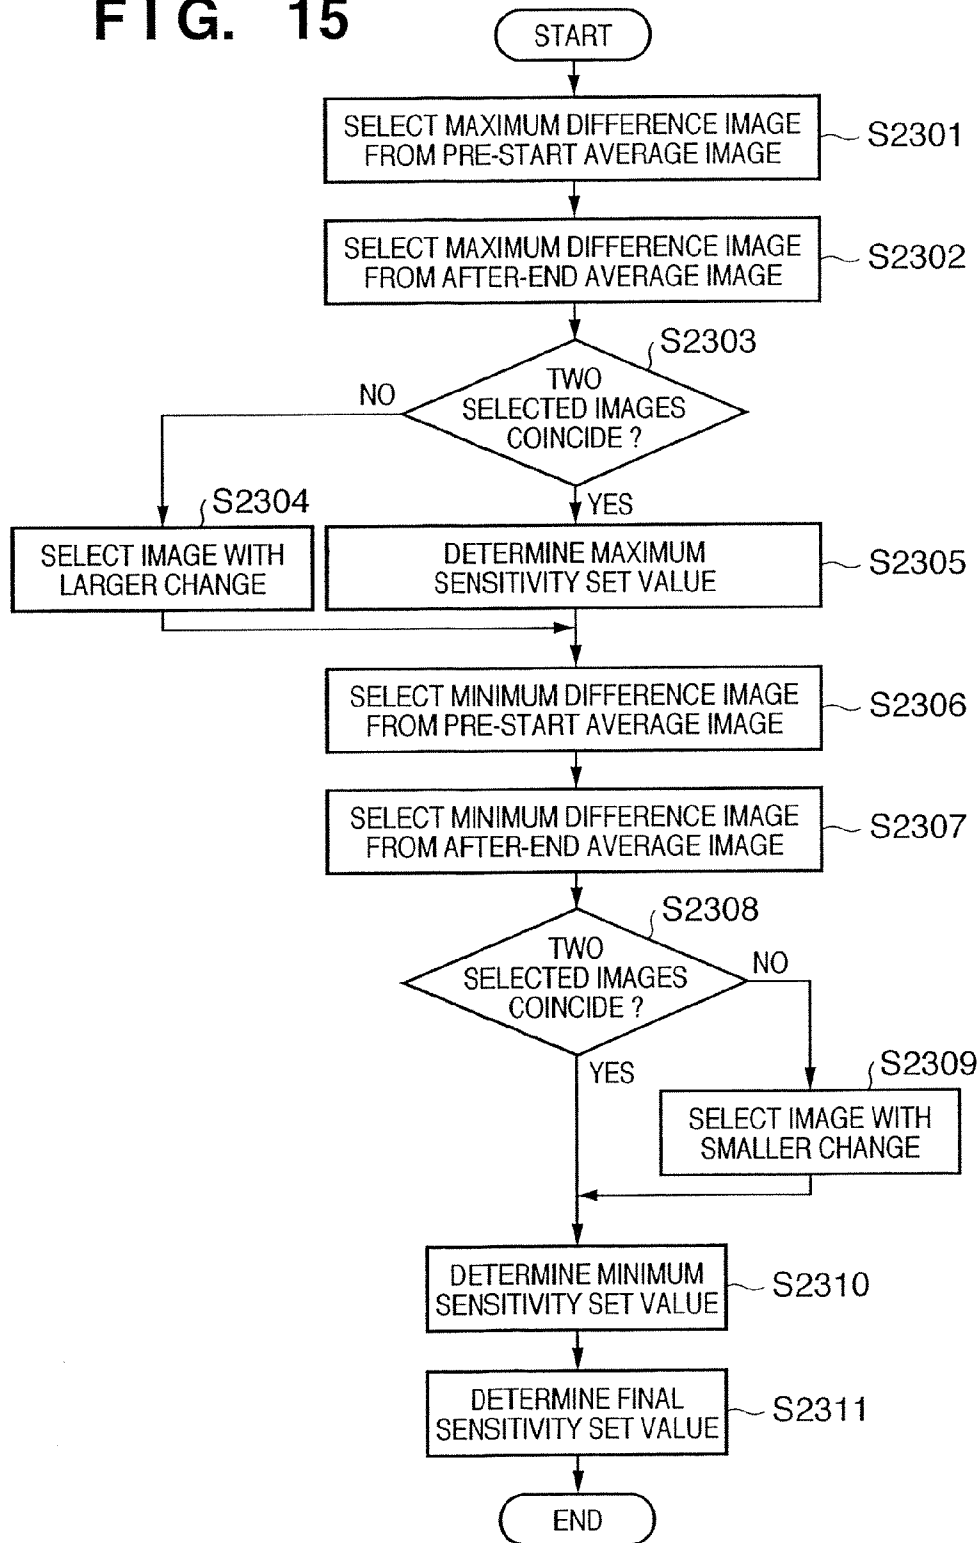 FIG. 15
START
SELECT MAXIMUM DIFFERENCE IMAGE
FROM PRE-START AVERAGE IMAGE
S2301
SELECT MAXIMUM DIFFERENCE IMAGE
FROM AFTER-END AVERAGE IMAGE
S2302
S2303
TWO
SELECTED IMAGES
COINCIDE ?
NO
YES
S2304
SELECT IMAGE WITH
LARGER CHANGE
DETERMINE MAXIMUM
SENSITIVITY SET VALUE
S2305
SELECT MINIMUM DIFFERENCE IMAGE
FROM PRE-START AVERAGE IMAGE
S2306
SELECT MINIMUM DIFFERENCE IMAGE
FROM AFTER-END AVERAGE IMAGE
S2307
S2308
TWO
SELECTED IMAGES
COINCIDE ?
NO
YES
S2309
SELECT IMAGE WITH
SMALLER CHANGE
DETERMINE MINIMUM
SENSITIVITY SET VALUE
S2310
DETERMINE FINAL
SENSITIVITY SET VALUE
S2311
END